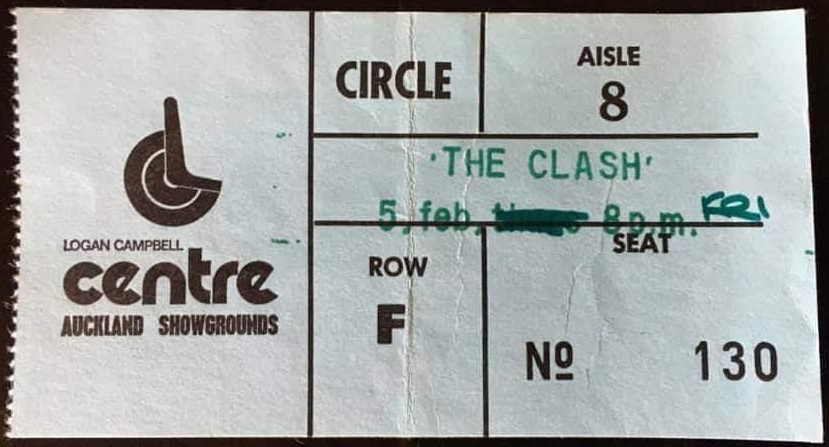 LOGAN CAMPBELL
centre
AUCKLAND SHOWGROUNDS
CIRCLE
AISLE
8
'THE CLASH'
5, feb, 8 p.m. FRI
ROW
F
SEAT
Nº 130